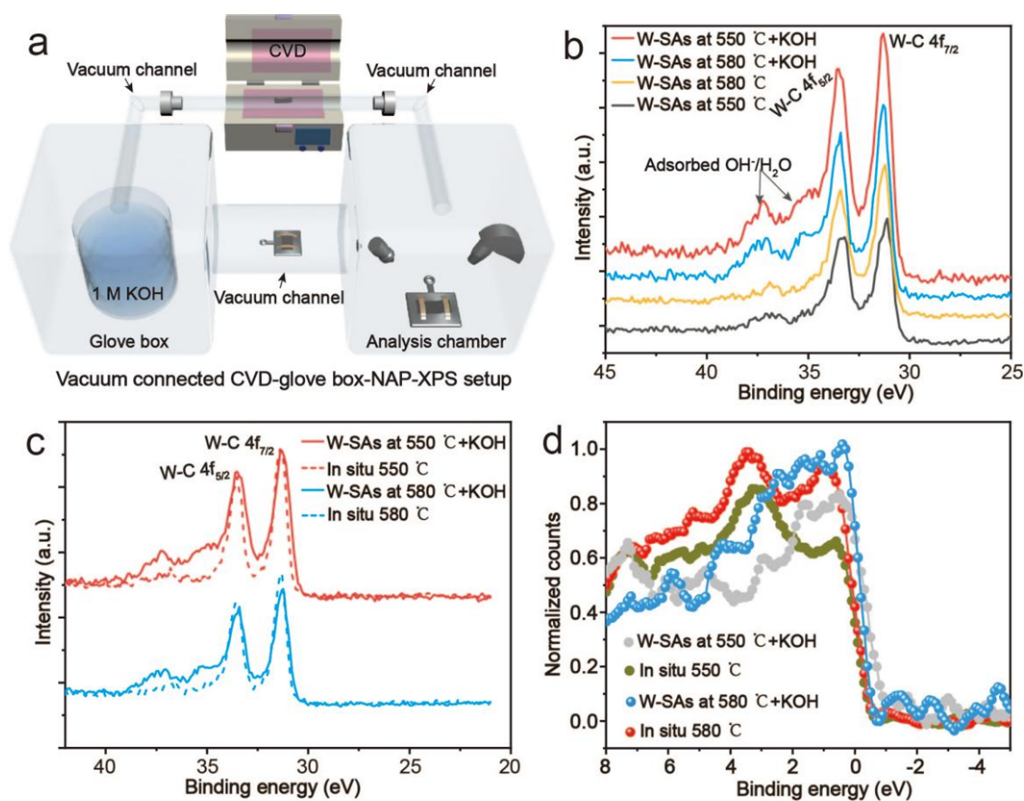 a
CVD
Vacuum channel
Vacuum channel
1 M KOH
Vacuum channel
Glove box
Analysis chamber
Vacuum connected CVD-glove box-NAP-XPS setup
b
W-SAs at 550 ℃+KOH
W-SAs at 580 ℃+KOH
W-SAs at 580 ℃
W-SAs at 550 ℃
W-C 4f7/2
W-C 4f5/2
Adsorbed OH-/H2O
Intensity (a.u.)
45 40 35 30 25
Binding energy (eV)
c
W-C 4f7/2
W-C 4f5/2
W-SAs at 550 ℃+KOH
In situ 550 ℃
W-SAs at 580 ℃+KOH
In situ 580 ℃
Intensity (a.u.)
40 35 30 25 20
Binding energy (eV)
d
Normalized counts
1.0
0.8
0.6
0.4
0.2
0.0
W-SAs at 550 ℃+KOH
In situ 550 ℃
W-SAs at 580 ℃+KOH
In situ 580 ℃
8 6 4 2 0 -2 -4
Binding energy (eV)